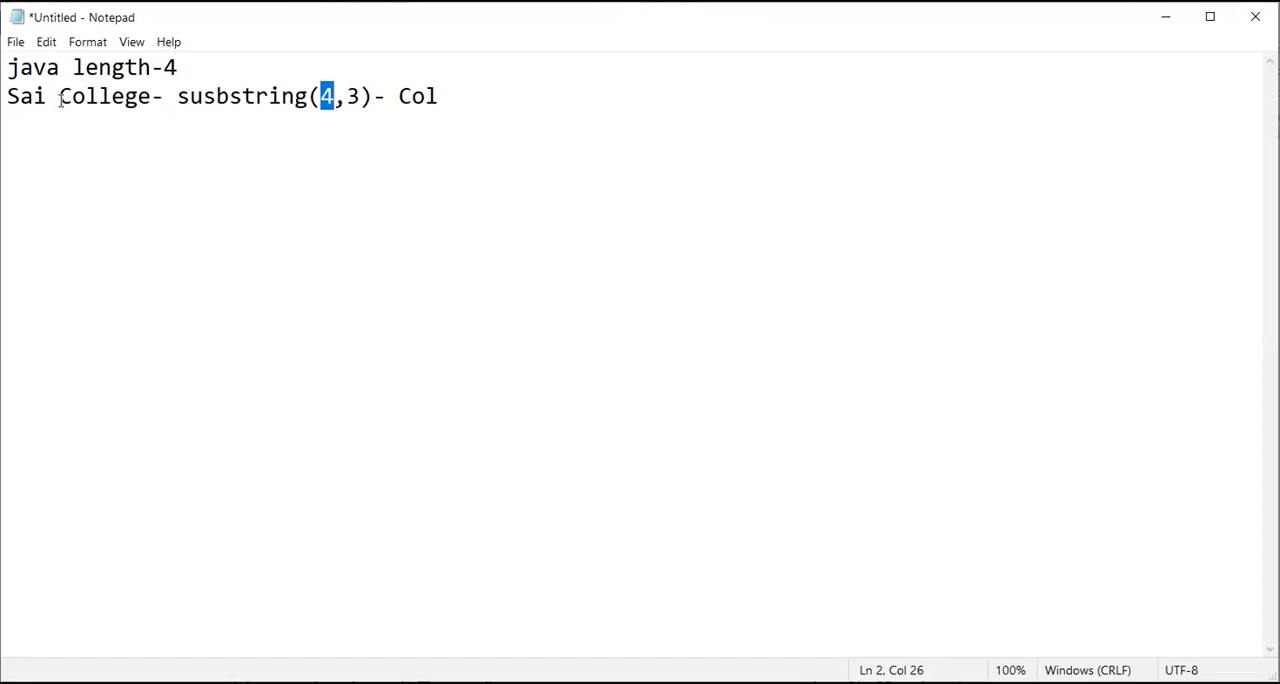 *Untitled - Notepad
File Edit Format View Help
java length-4
Sai College- susbstring(4,3)- Col
Ln 2, Col 26 100% Windows (CRLF) UTF-8